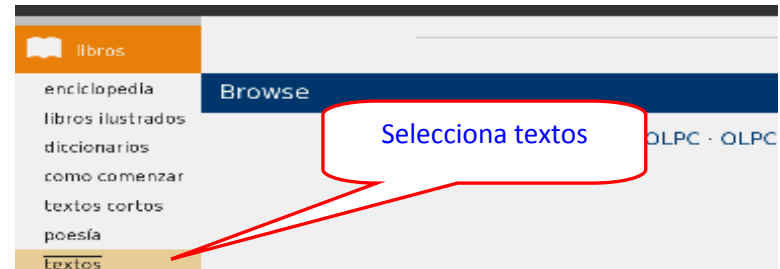 libros
enciclopedia
libros ilustrados
diccionarios
como comenzar
textos cortos
poesía
textos
Browse
Selecciona textos
OLPC · OLPC